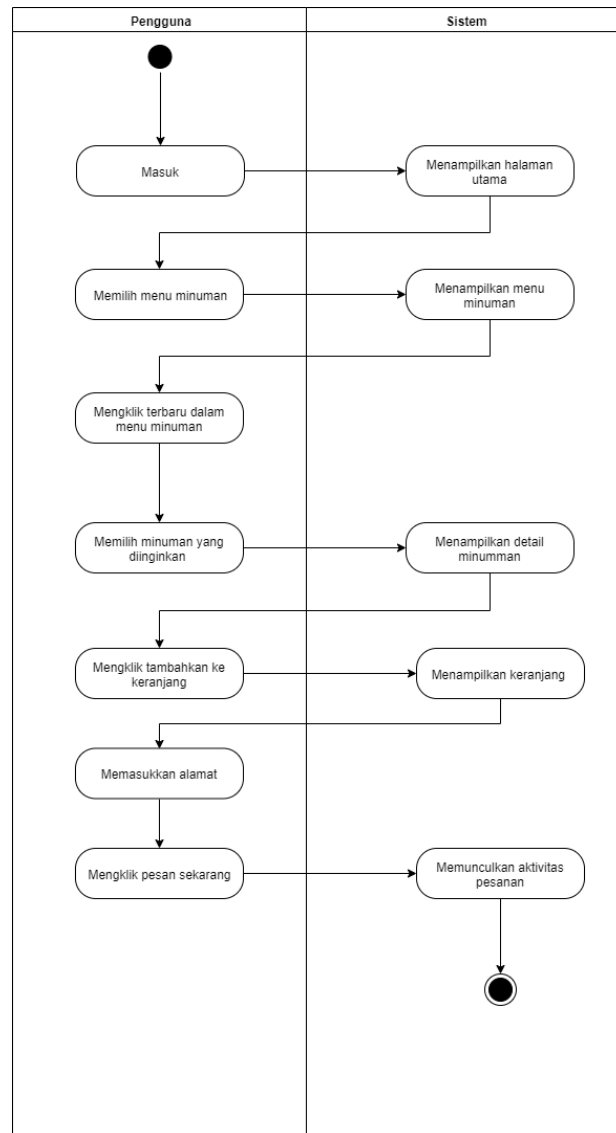 Pengguna
Sistem
Masuk
Menampilkan halaman
utama
Memilih menu minuman
Menampilkan menu
minuman
Mengklik terbaru dalam
menu minuman
Memilih minuman yang
diinginkan
Menampilkan detail
minumman
Mengklik tambahkan ke
keranjang
Menampilkan keranjang
Memasukkan alamat
Mengklik pesan sekarang
Memunculkan aktivitas
pesanan